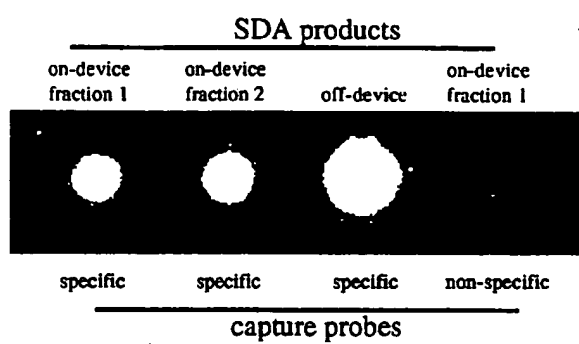 SDA products
on-device on-device on-device
fraction 1 fraction 2 off-device fraction 1
specific specific specific non-specific
capture probes